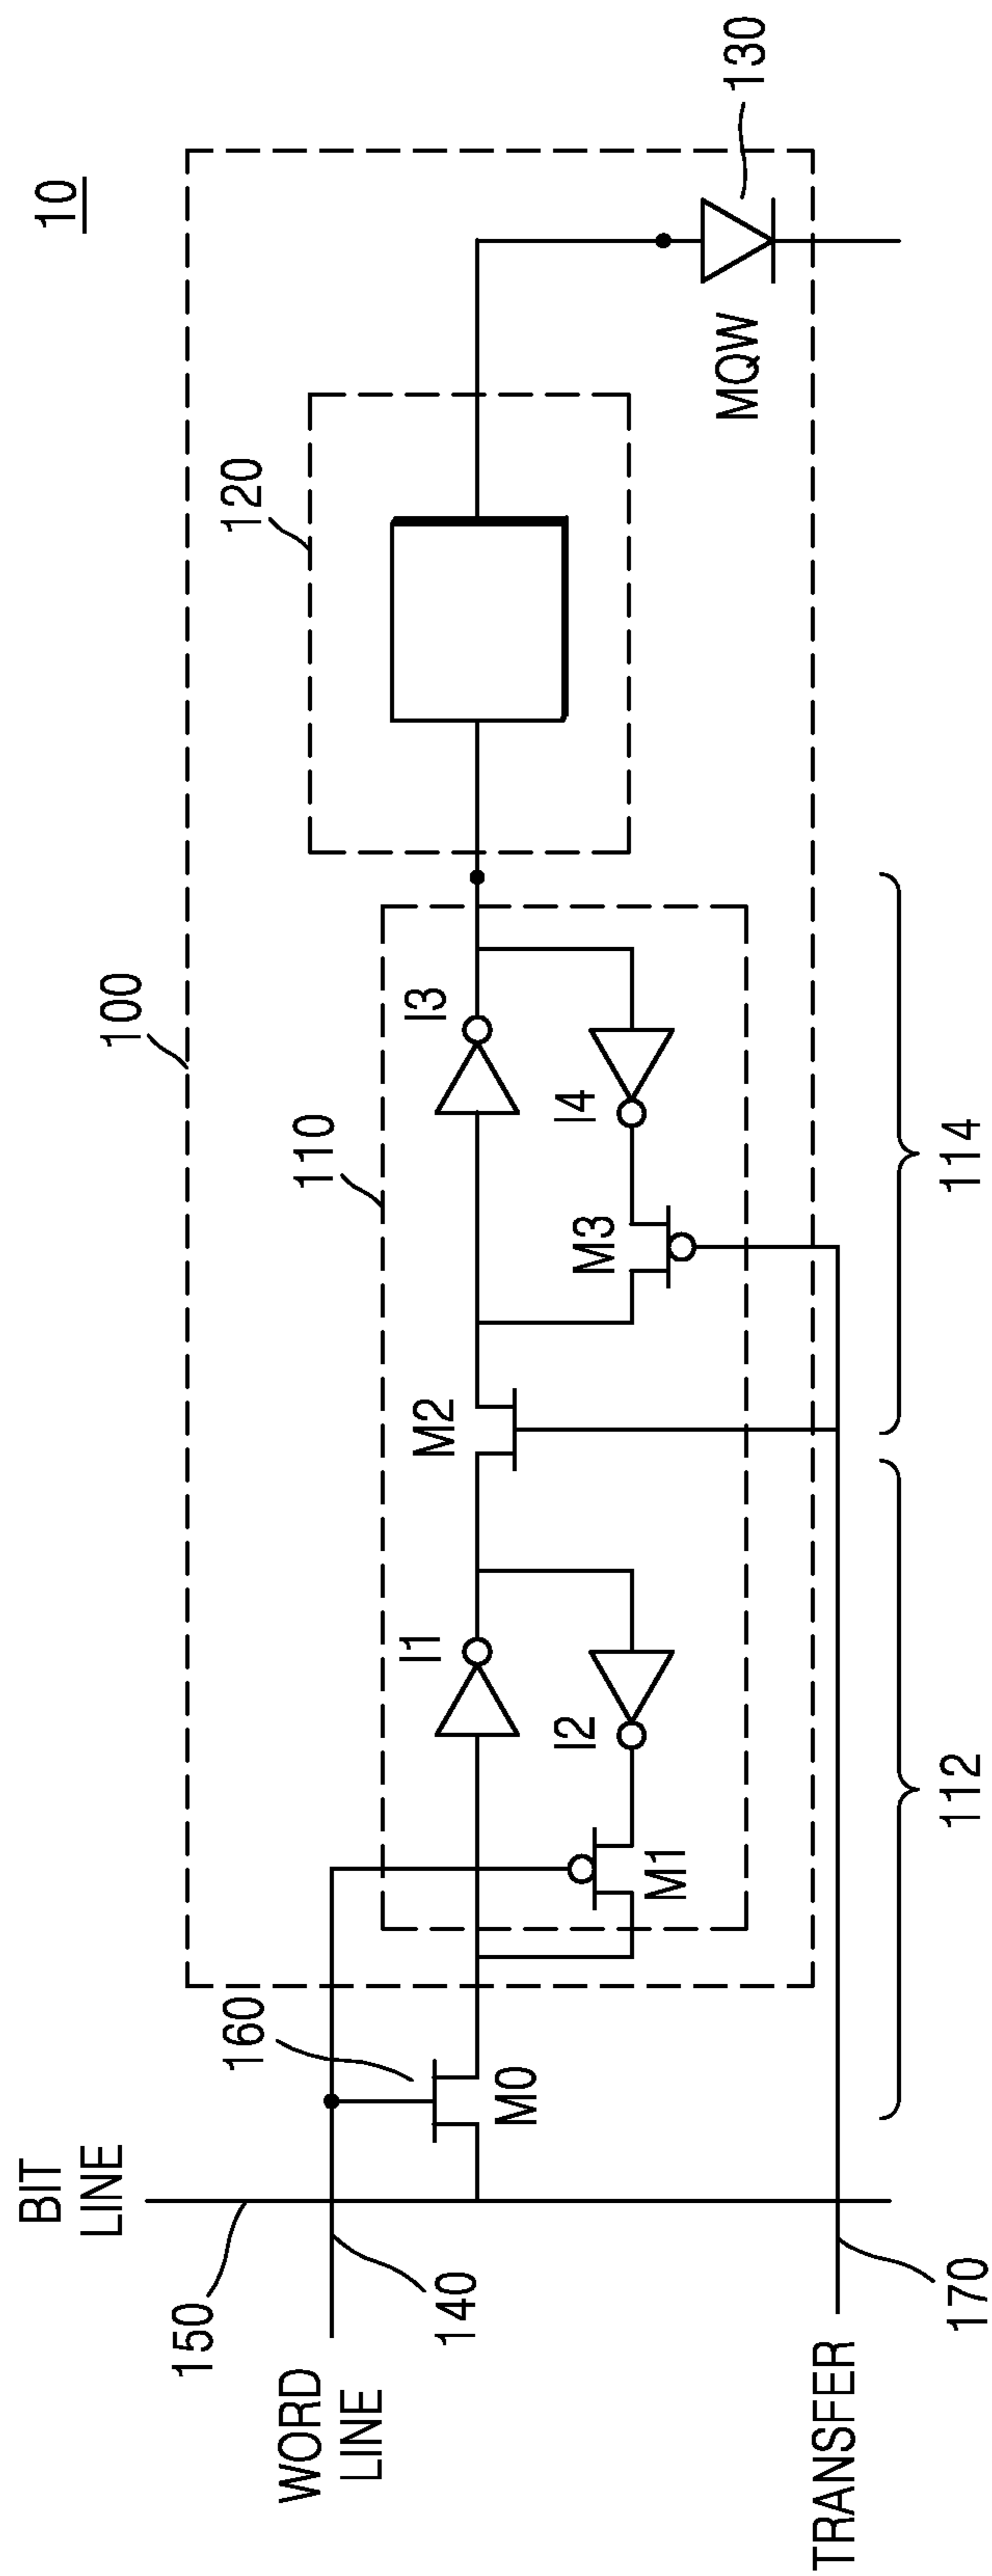 10
100
110
120
130
MQW
BIT
LINE
150
WORD
LINE
140
160
M0
M1
I1
I2
M2
M3
I3
I4
TRANSFER
170
112
114